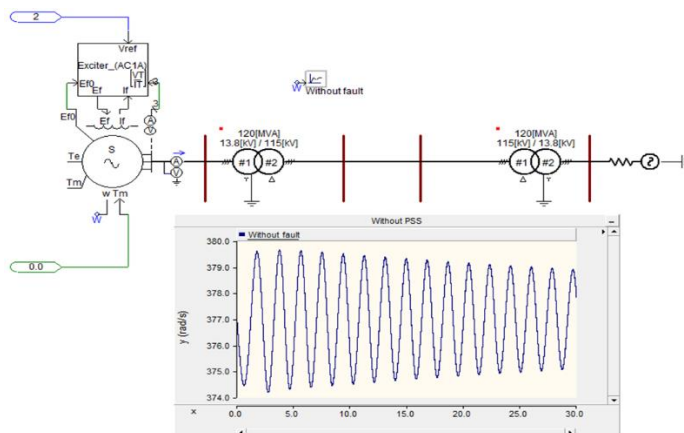 2
Vref
Exciter_(AC1A)
VT
IT
3
Ef0
Ef
If
Ef0
Ef
If
3
A
V
S
Te
Tm
w Tm
W
0.0
A
V
120[MVA]
13.8[kV] / 115[kV]
#1
#2
W
Without fault
120[MVA]
115[kV] / 13.8[kV]
#1
#2
Without PSS
Without fault
y (rad/s)
380.0
379.0
378.0
377.0
376.0
375.0
374.0
x
0.0
5.0
10.0
15.0
20.0
25.0
30.0